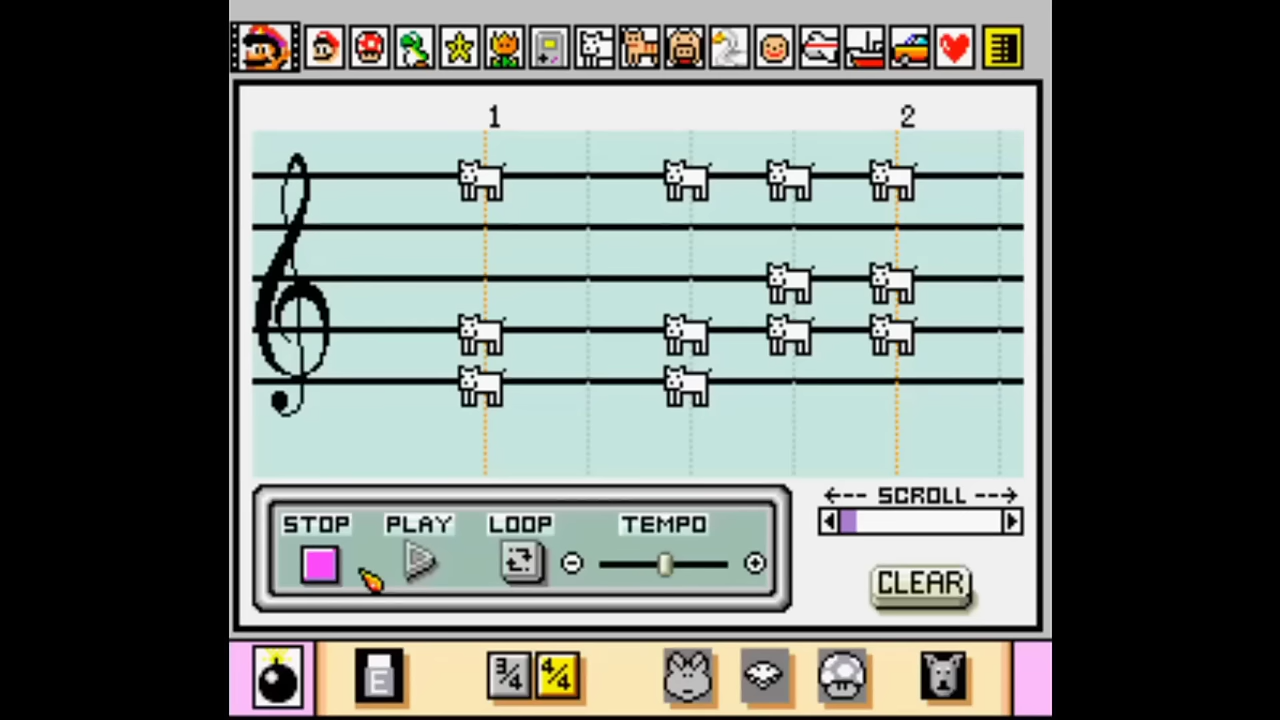 1 2
STOP PLAY LOOP TEMPO
<--- SCROLL --->
CLEAR
E 3/4 4/4